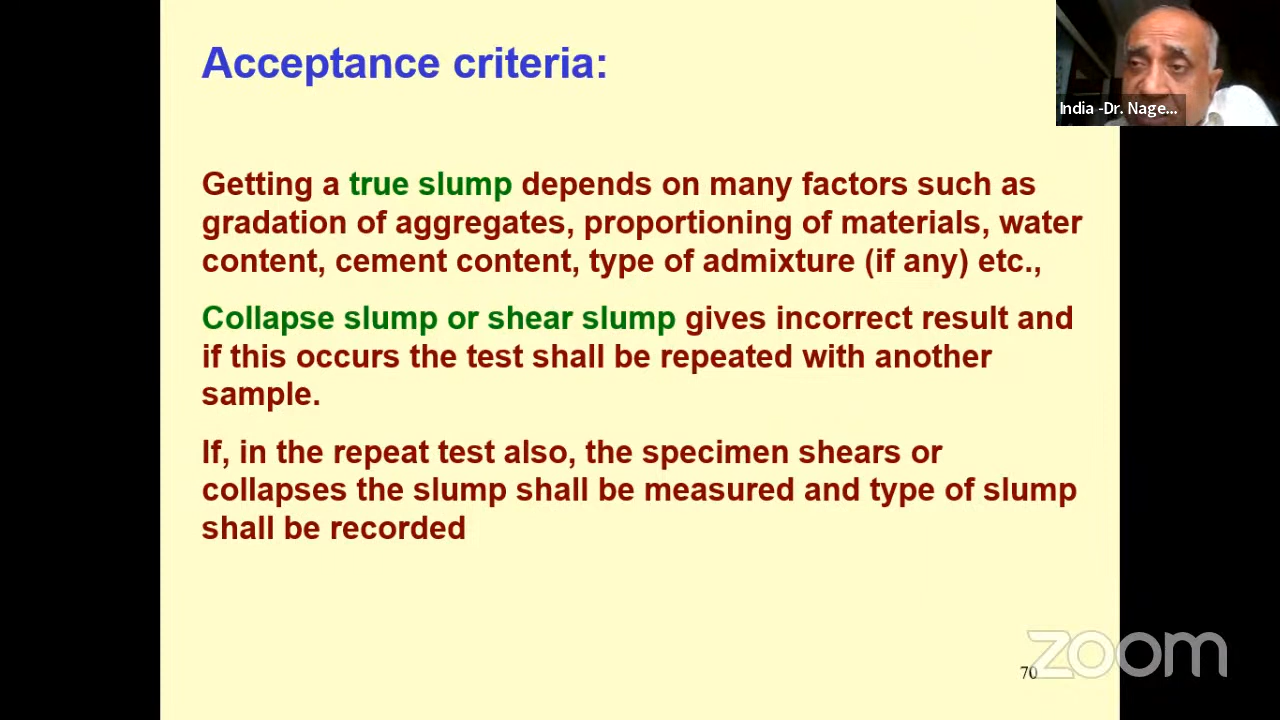 Acceptance criteria:
India -Dr. Nage...
Getting a true slump depends on many factors such as
gradation of aggregates, proportioning of materials, water
content, cement content, type of admixture (if any) etc.,
Collapse slump or shear slump gives incorrect result and
if this occurs the test shall be repeated with another
sample.
If, in the repeat test also, the specimen shears or
collapses the slump shall be measured and type of slump
shall be recorded
70
zoom